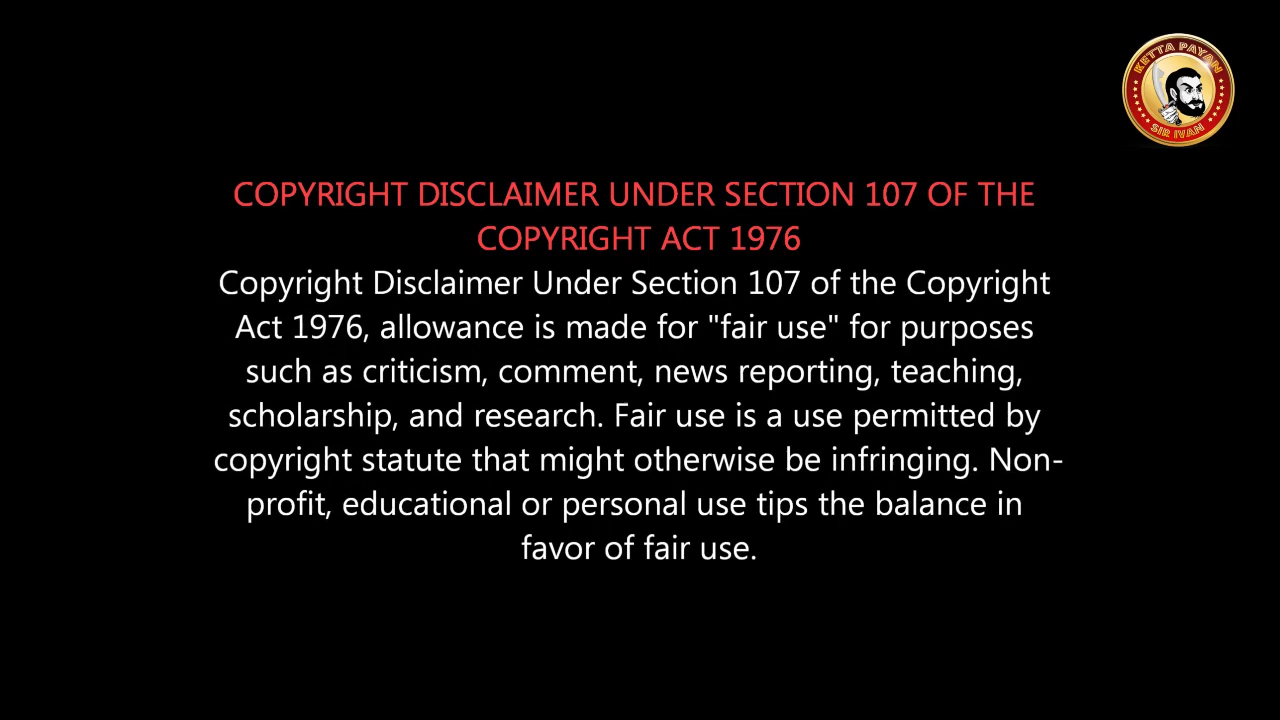 KETTA PAYAN
SIR IVAN
COPYRIGHT DISCLAIMER UNDER SECTION 107 OF THE
COPYRIGHT ACT 1976
Copyright Disclaimer Under Section 107 of the Copyright
Act 1976, allowance is made for "fair use" for purposes
such as criticism, comment, news reporting, teaching,
scholarship, and research. Fair use is a use permitted by
copyright statute that might otherwise be infringing. Non-
profit, educational or personal use tips the balance in
favor of fair use.